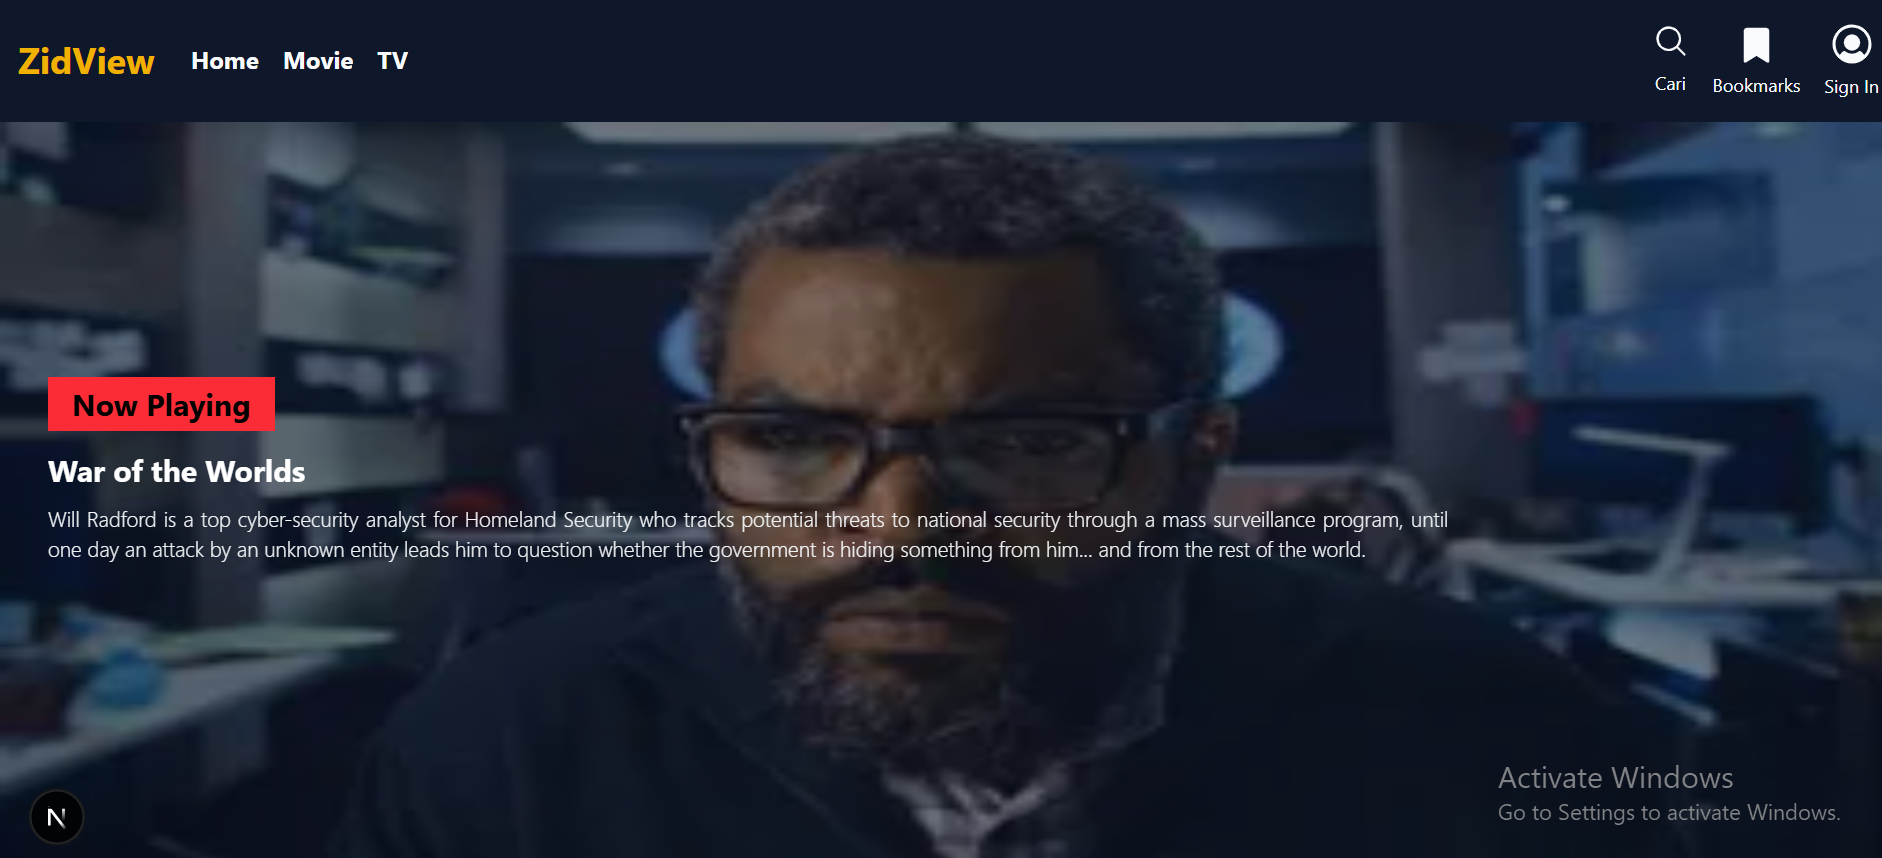 ZidView Home Movie TV
Cari Bookmarks Sign In
Now Playing
War of the Worlds
Will Radford is a top cyber-security analyst for Homeland Security who tracks potential threats to national security through a mass surveillance program, until
one day an attack by an unknown entity leads him to question whether the government is hiding something from him... and from the rest of the world.
Activate Windows
Go to Settings to activate Windows.
N